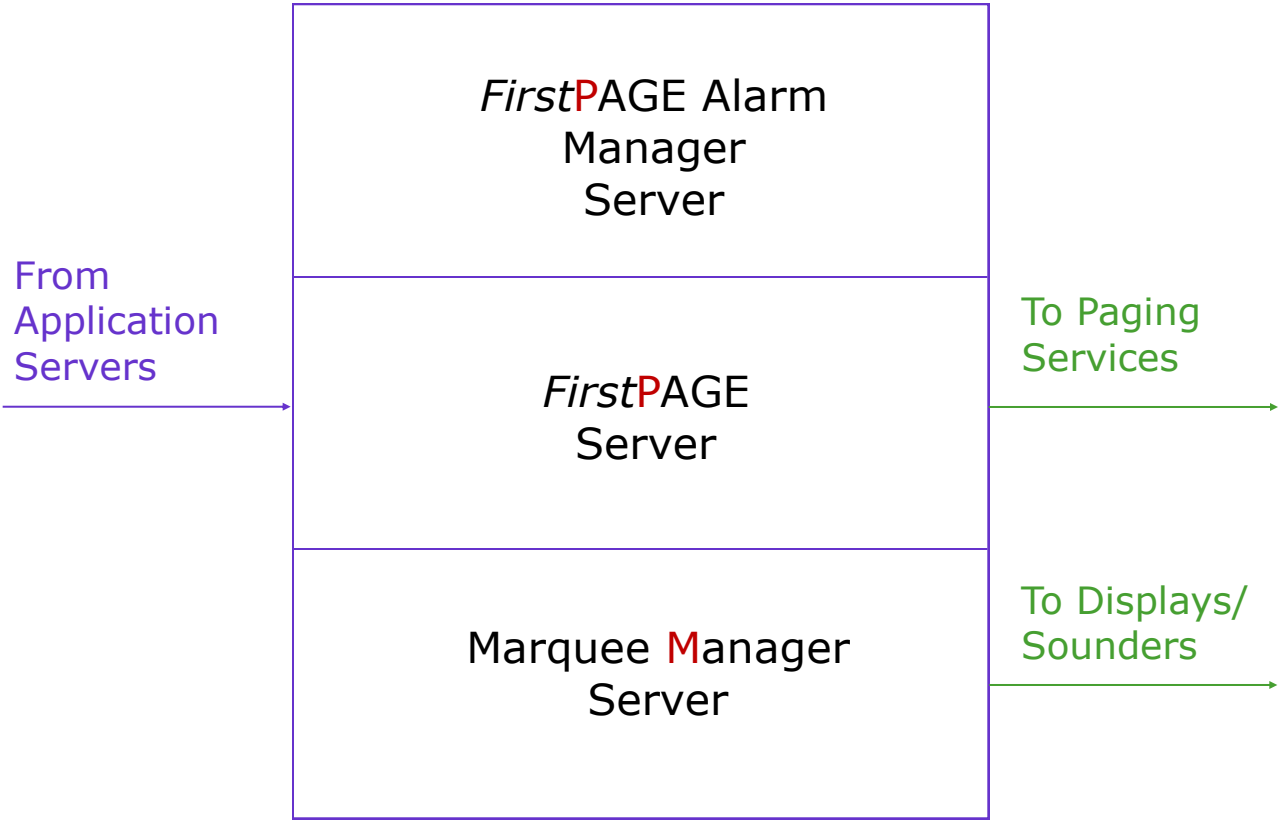 FirstPAGE Alarm
Manager
Server
From
Application
Servers
To Paging
Services
FirstPAGE
Server
To Displays/
Sounders
Marquee Manager
Server